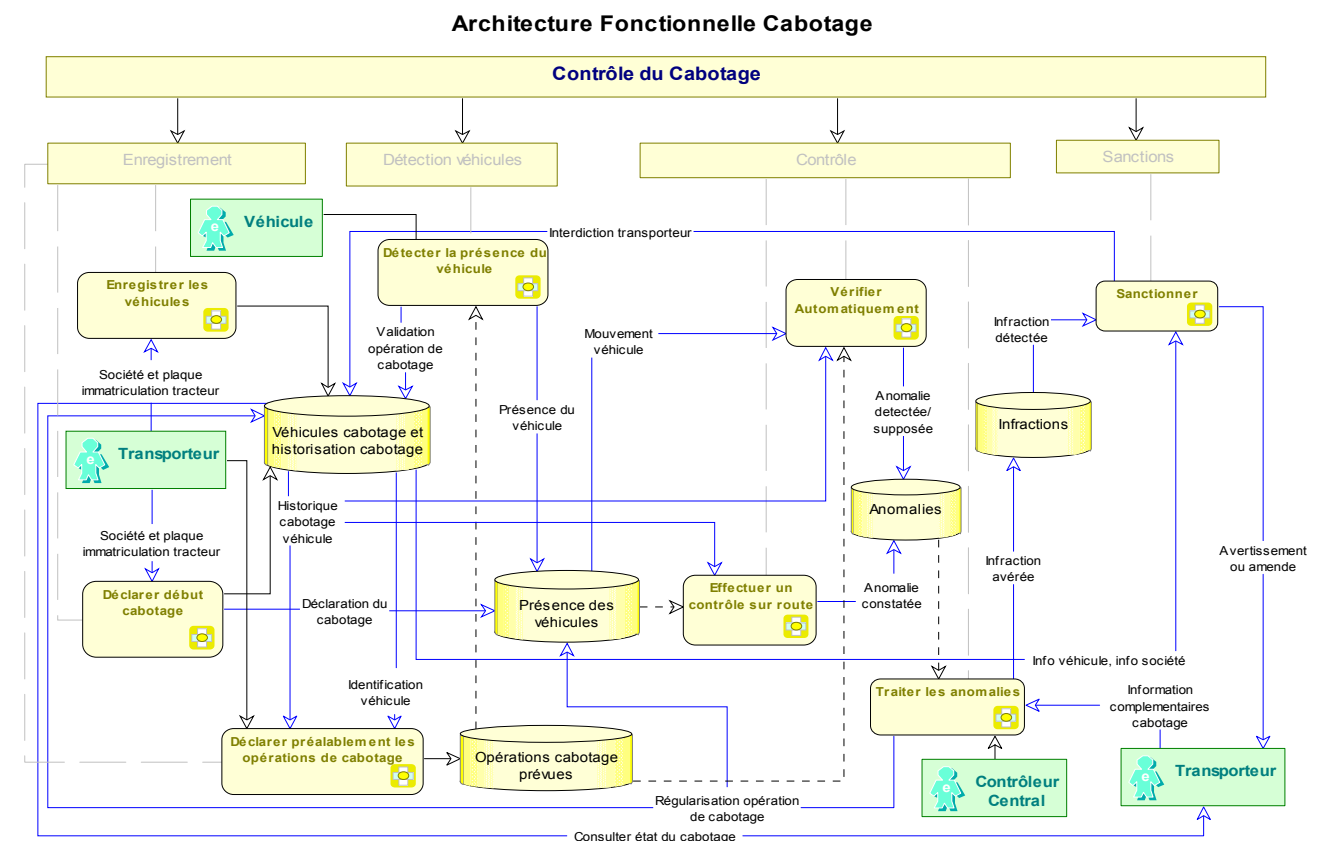 Architecture Fonctionnelle Cabotage
Contrôle du Cabotage
Enregistrement
Détection véhicules
Contrôle
Sanctions
Véhicule
Interdiction transporteur
Détecter la présence du
véhicule
Enregistrer les
véhicules
Vérifier
Automatiquement
Sanctionner
Validation
opération de
cabotage
Mouvement
véhicule
Infraction
détectée
Société et plaque
immatriculation tracteur
Anomalie
detectée/
supposée
Présence du
véhicule
Véhicules cabotage et
historisation cabotage
Infractions
Transporteur
Historique
cabotage
véhicule
Anomalies
Société et plaque
immatriculation tracteur
Infraction
avérée
Avertissement
ou amende
Déclarer début
cabotage
Déclaration du
cabotage
Présence des
véhicules
Effectuer un
contrôle sur route
Anomalie
constatée
Info véhicule, info société
Identification
véhicule
Traiter les anomalies
Information
complementaires
cabotage
Déclarer préalablement les
opérations de cabotage
Opérations cabotage
prévues
Contrôleur
Central
Transporteur
Régularisation opération
de cabotage
Consulter état du cabotage